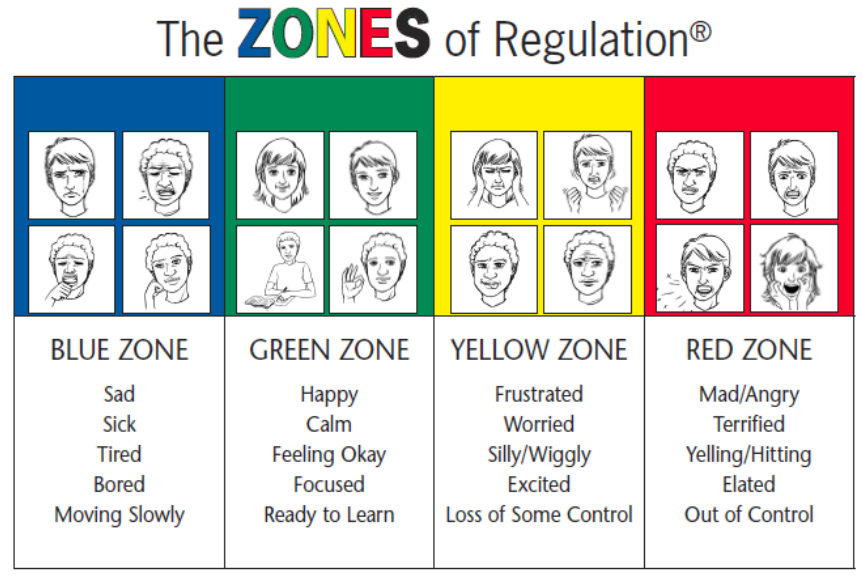 The ZONES of Regulation®
BLUE ZONE
Sad
Sick
Tired
Bored
Moving Slowly
GREEN ZONE
Happy
Calm
Feeling Okay
Focused
Ready to Learn
YELLOW ZONE
Frustrated
Worried
Silly/Wiggly
Excited
Loss of Some Control
RED ZONE
Mad/Angry
Terrified
Yelling/Hitting
Elated
Out of Control